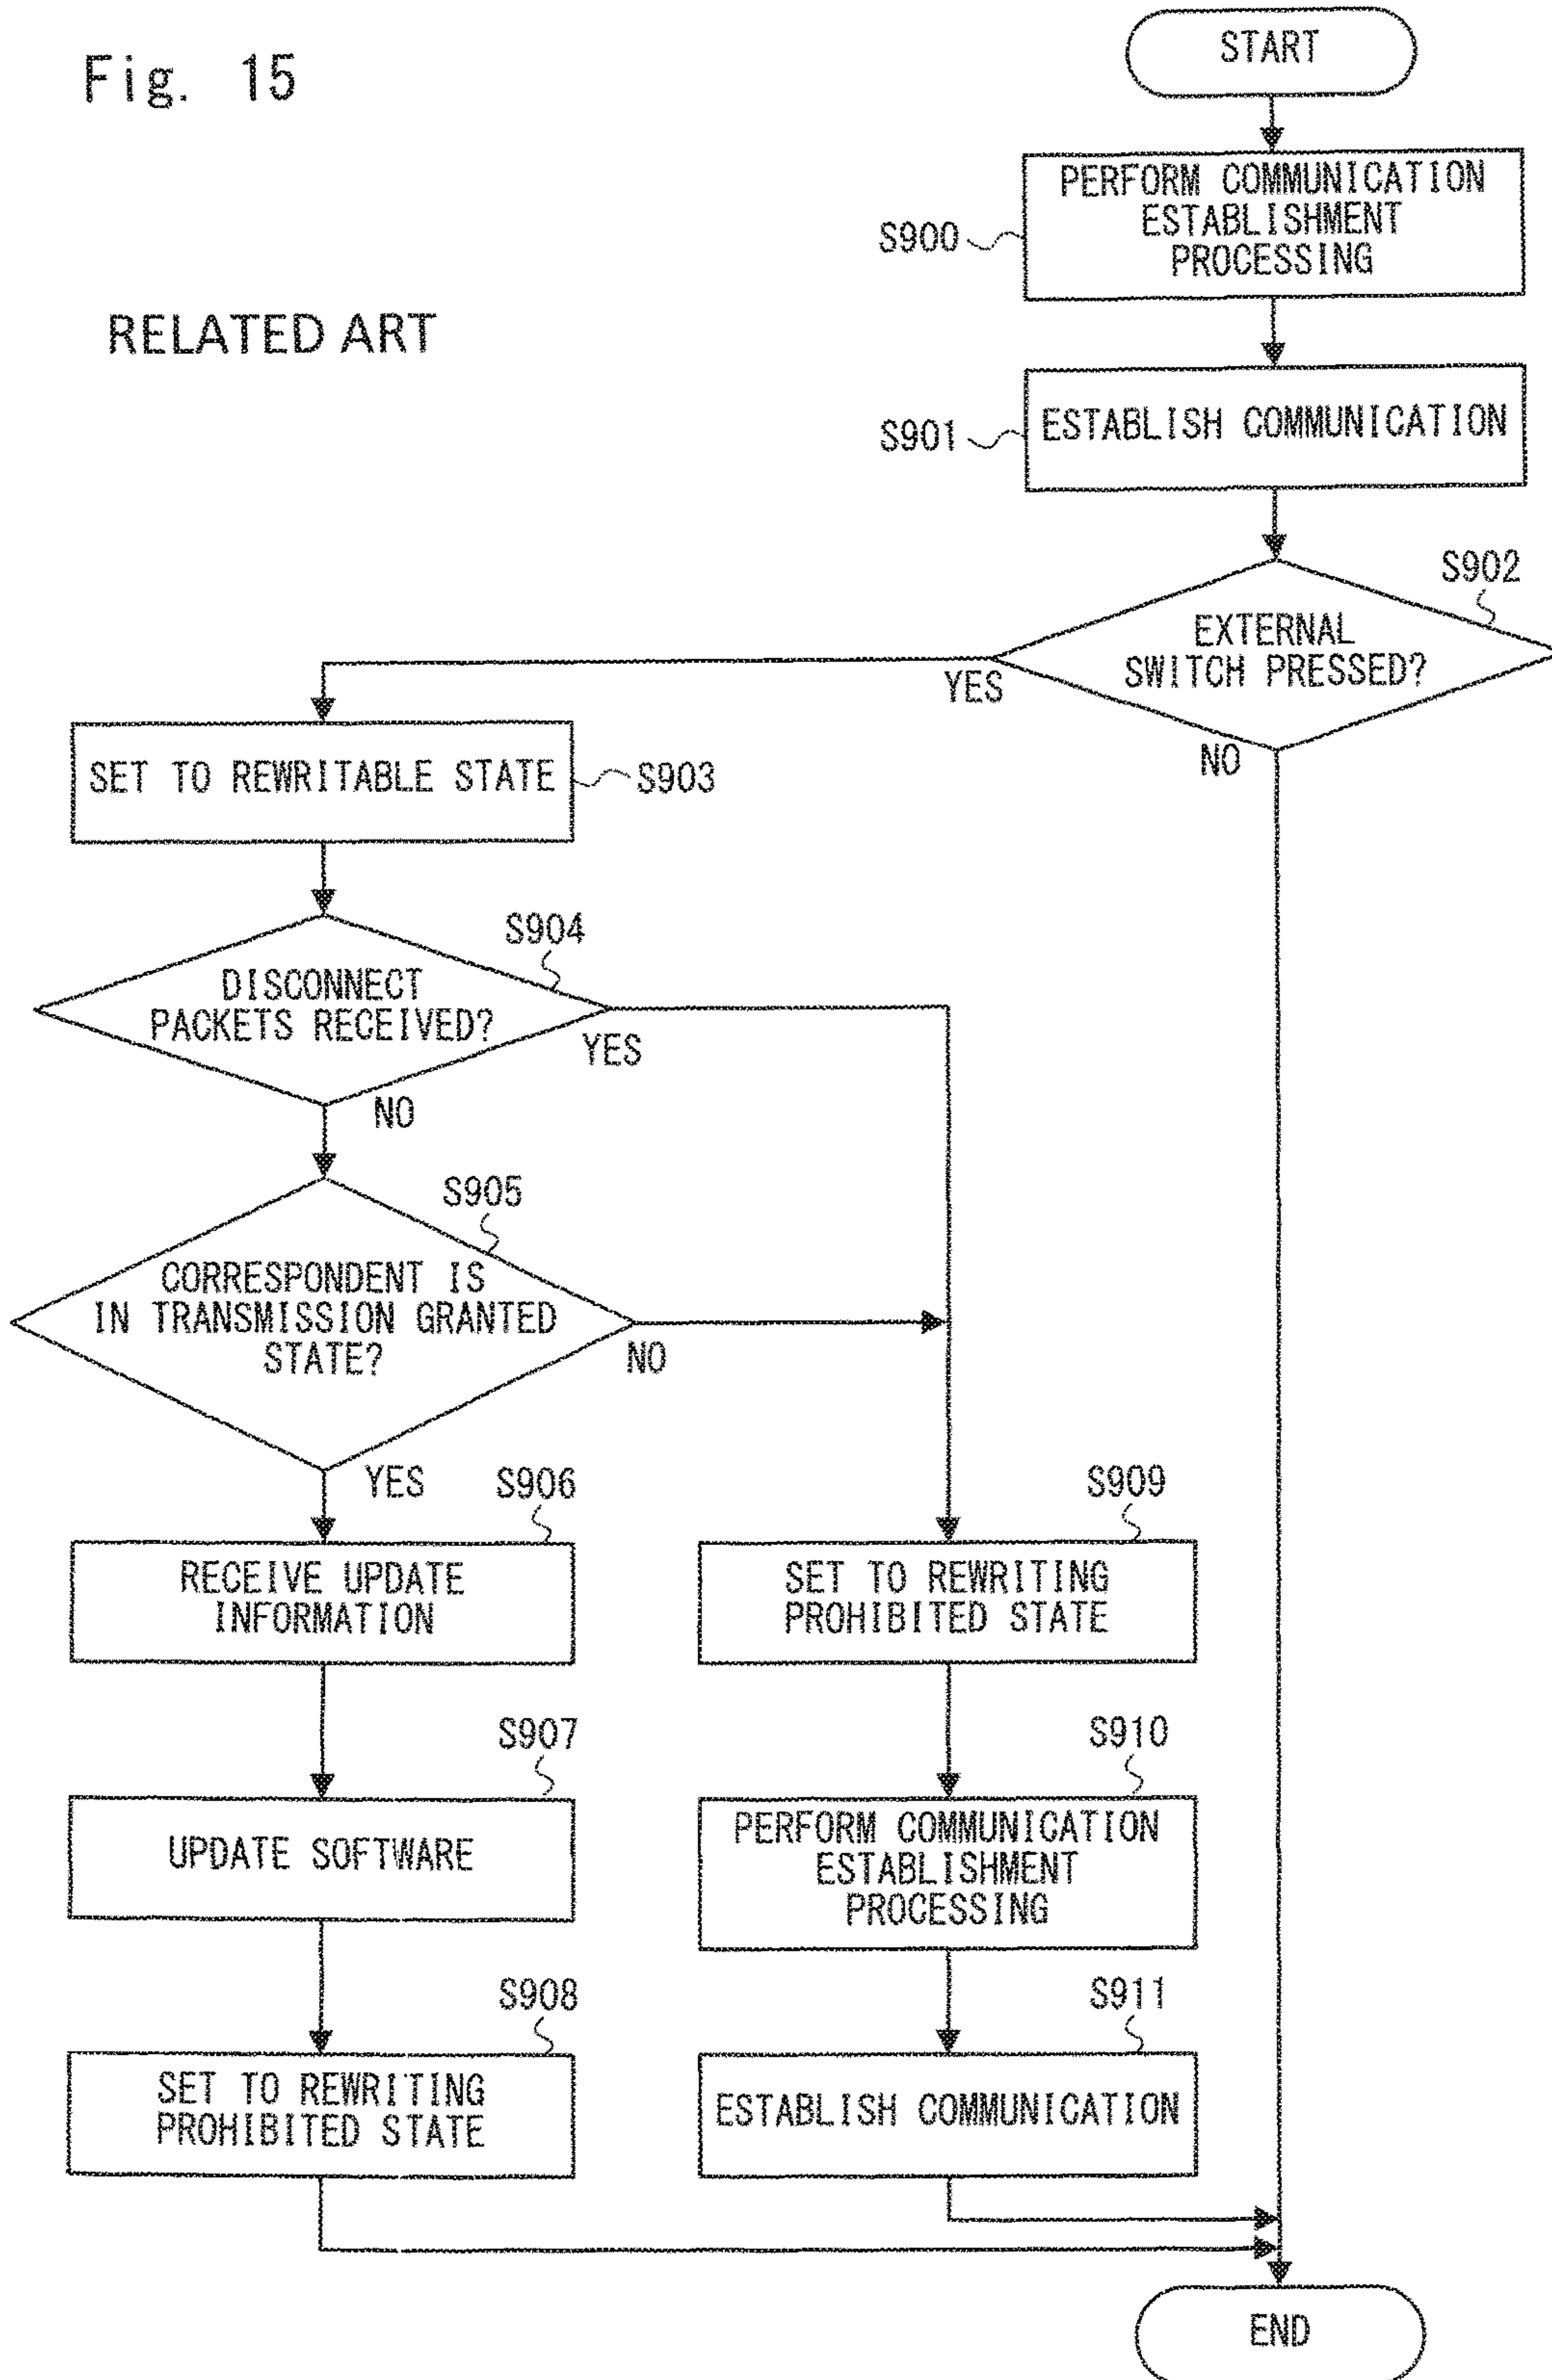 Fig. 15
RELATED ART
START
S900
PERFORM COMMUNICATION
ESTABLISHMENT
PROCESSING
S901
ESTABLISH COMMUNICATION
S902
EXTERNAL
SWITCH PRESSED?
YES
NO
SET TO REWRITABLE STATE
S903
S904
DISCONNECT
PACKETS RECEIVED?
YES
NO
S905
CORRESPONDENT IS
IN TRANSMISSION GRANTED
STATE?
NO
YES
S906
RECEIVE UPDATE
INFORMATION
S907
UPDATE SOFTWARE
S908
SET TO REWRITING
PROHIBITED STATE
S909
SET TO REWRITING
PROHIBITED STATE
S910
PERFORM COMMUNICATION
ESTABLISHMENT
PROCESSING
S911
ESTABLISH COMMUNICATION
END